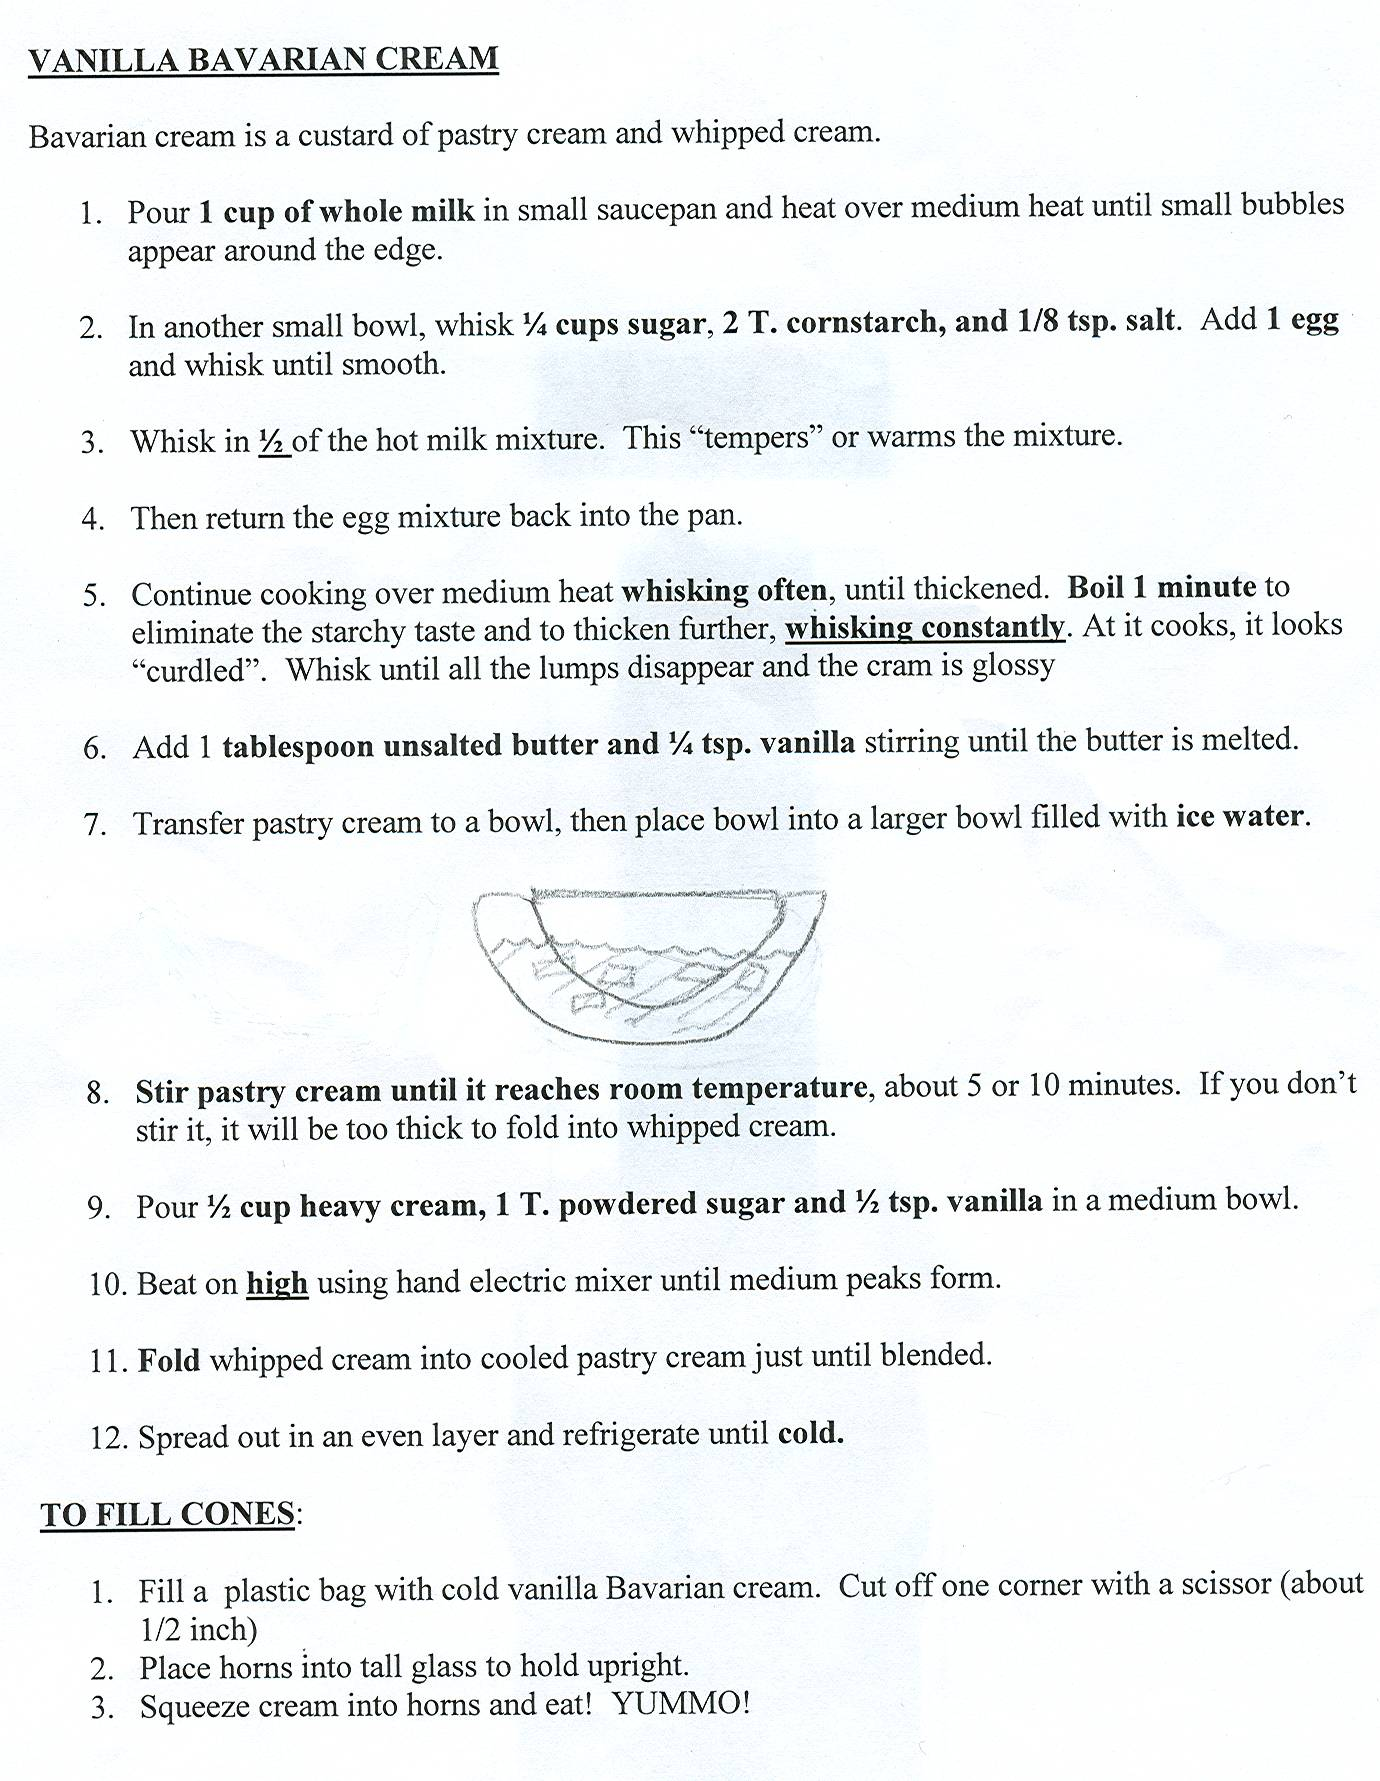 VANILLA BAVARIAN CREAM
Bavarian cream is a custard of pastry cream and whipped cream.
1. Pour 1 cup of whole milk in small saucepan and heat over medium heat until small bubbles
appear around the edge.
2. In another small bowl, whisk ¼ cups sugar, 2 T. cornstarch, and 1/8 tsp. salt. Add 1 egg
and whisk until smooth.
3. Whisk in ½ of the hot milk mixture. This “tempers” or warms the mixture.
4. Then return the egg mixture back into the pan.
5. Continue cooking over medium heat whisking often, until thickened. Boil 1 minute to
eliminate the starchy taste and to thicken further, whisking constantly. At it cooks, it looks
“curdled”. Whisk until all the lumps disappear and the cram is glossy
6. Add 1 tablespoon unsalted butter and ¼ tsp. vanilla stirring until the butter is melted.
7. Transfer pastry cream to a bowl, then place bowl into a larger bowl filled with ice water.
8. Stir pastry cream until it reaches room temperature, about 5 or 10 minutes. If you don’t
stir it, it will be too thick to fold into whipped cream.
9. Pour ½ cup heavy cream, 1 T. powdered sugar and ½ tsp. vanilla in a medium bowl.
10. Beat on high using hand electric mixer until medium peaks form.
11. Fold whipped cream into cooled pastry cream just until blended.
12. Spread out in an even layer and refrigerate until cold.
TO FILL CONES:
1. Fill a plastic bag with cold vanilla Bavarian cream. Cut off one corner with a scissor (about
1/2 inch)
2. Place horns into tall glass to hold upright.
3. Squeeze cream into horns and eat! YUMMO!